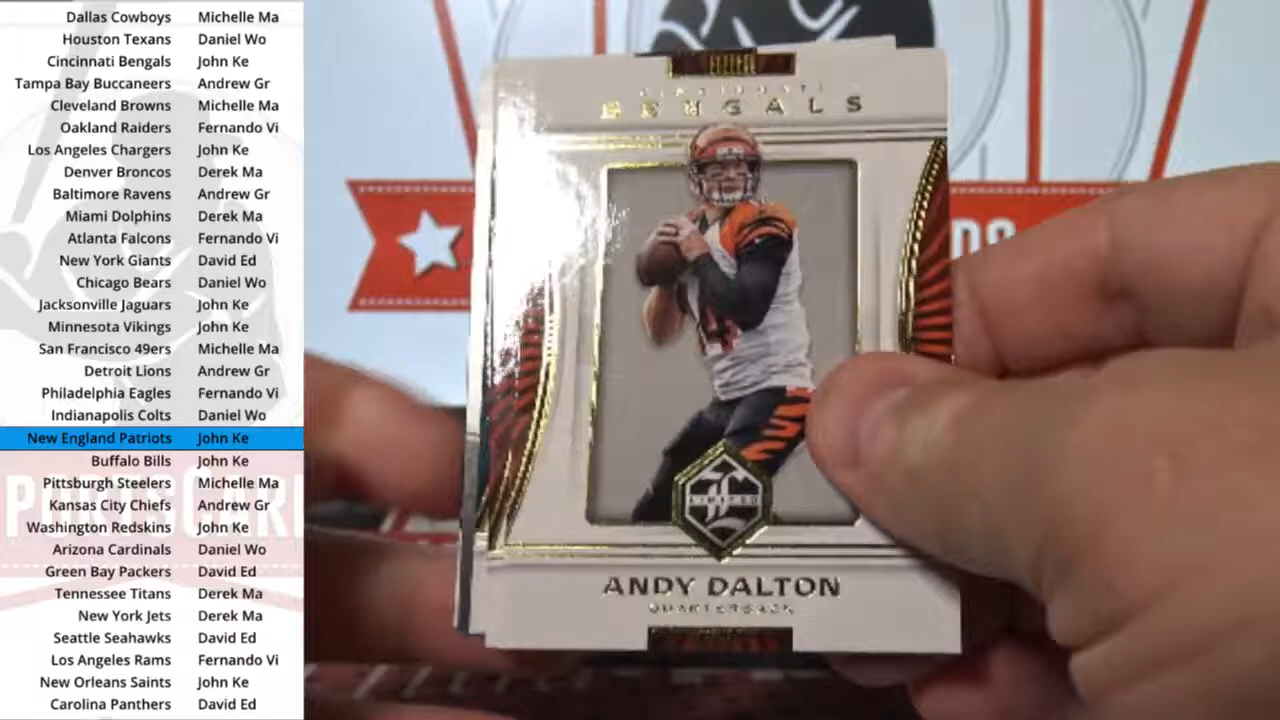 Dallas Cowboys Michelle Ma
Houston Texans Daniel Wo
Cincinnati Bengals John Ke
Tampa Bay Buccaneers Andrew Gr
Cleveland Browns Michelle Ma
Oakland Raiders Fernando Vi
Los Angeles Chargers John Ke
Denver Broncos Derek Ma
Baltimore Ravens Andrew Gr
Miami Dolphins Derek Ma
Atlanta Falcons Fernando Vi
New York Giants David Ed
Chicago Bears Daniel Wo
Jacksonville Jaguars John Ke
Minnesota Vikings John Ke
San Francisco 49ers Michelle Ma
Detroit Lions Andrew Gr
Philadelphia Eagles Fernando Vi
Indianapolis Colts Daniel Wo
New England Patriots John Ke
Buffalo Bills John Ke
Pittsburgh Steelers Michelle Ma
Kansas City Chiefs Andrew Gr
Washington Redskins John Ke
Arizona Cardinals Daniel Wo
Green Bay Packers David Ed
Tennessee Titans Derek Ma
New York Jets Derek Ma
Seattle Seahawks David Ed
Los Angeles Rams Fernando Vi
New Orleans Saints John Ke
Carolina Panthers David Ed
CINCINNATI
BENGALS
14
LIMITED
ANDY DALTON
QUARTERBACK